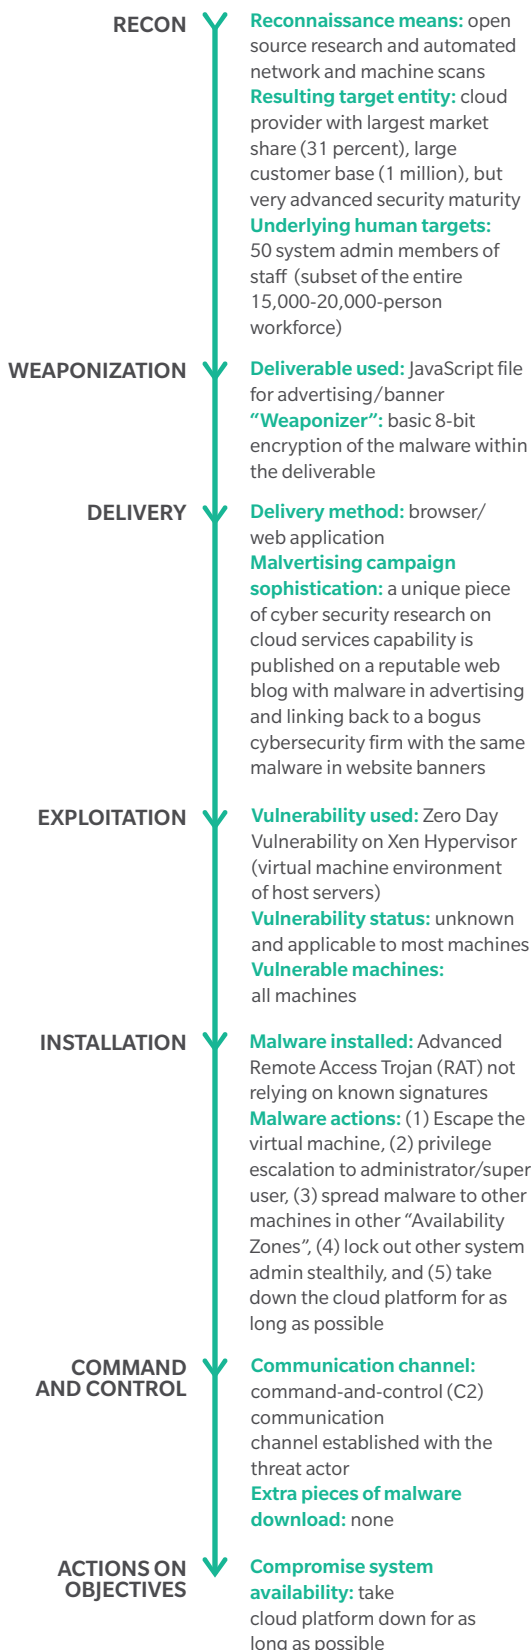 RECON
Reconnaissance means: open
source research and automated
network and machine scans
Resulting target entity: cloud
provider with largest market
share (31 percent), large
customer base (1 million), but
very advanced security maturity
Underlying human targets:
50 system admin members of
staff (subset of the entire
15,000-20,000-person
workforce)
WEAPONIZATION
Deliverable used: JavaScript file
for advertising/banner
"Weaponizer": basic 8-bit
encryption of the malware within
the deliverable
DELIVERY
Delivery method: browser/
web application
Malvertising campaign
sophistication: a unique piece
of cyber security research on
cloud services capability is
published on a reputable web
blog with malware in advertising
and linking back to a bogus
cybersecurity firm with the same
malware in website banners
EXPLOITATION
Vulnerability used: Zero Day
Vulnerability on Xen Hypervisor
(virtual machine environment
of host servers)
Vulnerability status: unknown
and applicable to most machines
Vulnerable machines:
all machines
INSTALLATION
Malware installed: Advanced
Remote Access Trojan (RAT) not
relying on known signatures
Malware actions: (1) Escape the
virtual machine, (2) privilege
escalation to administrator/super
user, (3) spread malware to other
machines in other "Availability
Zones", (4) lock out other system
admin stealthily, and (5) take
down the cloud platform for as
long as possible
COMMAND
AND CONTROL
Communication channel:
command-and-control (C2)
communication
channel established with the
threat actor
Extra pieces of malware
download: none
ACTIONS ON
OBJECTIVES
Compromise system
availability: take
cloud platform down for as
long as possible